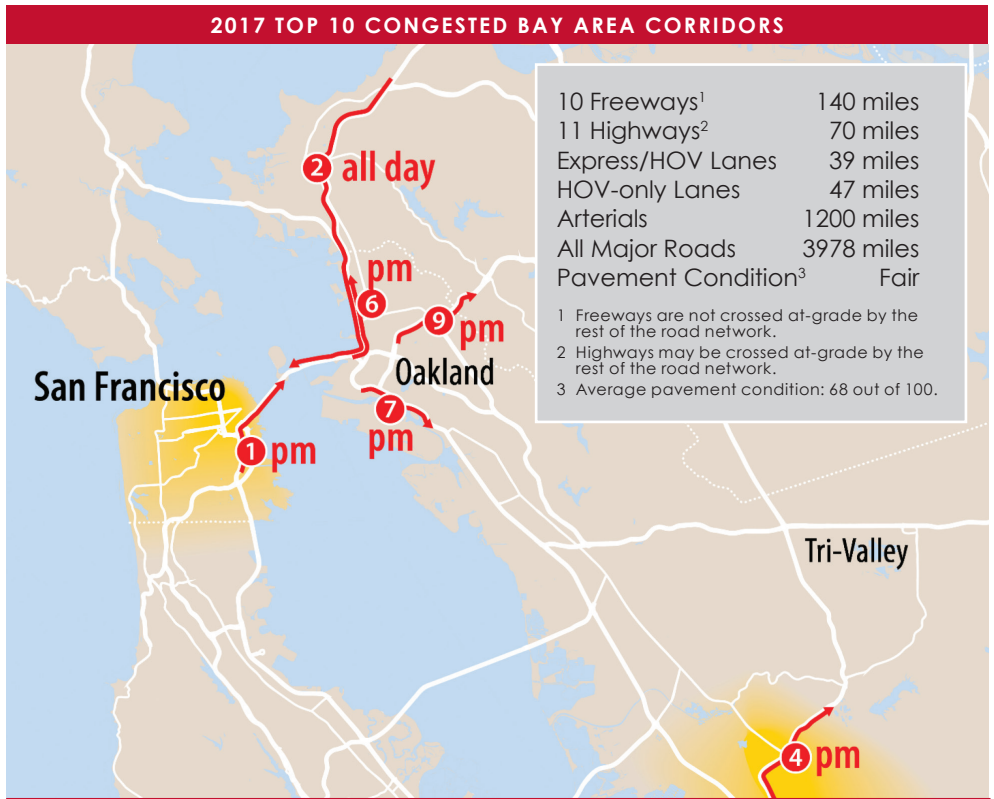 2017 TOP 10 CONGESTED BAY AREA CORRIDORS
10 Freeways1 140 miles
11 Highways2 70 miles
Express/HOV Lanes 39 miles
HOV-only Lanes 47 miles
Arterials 1200 miles
All Major Roads 3978 miles
Pavement Condition3 Fair
1 Freeways are not crossed at-grade by the
rest of the road network.
2 Highways may be crossed at-grade by the
rest of the road network.
3 Average pavement condition: 68 out of 100.
2 all day
pm
6
9 pm
Oakland
San Francisco
7
pm
1 pm
Tri-Valley
4 pm